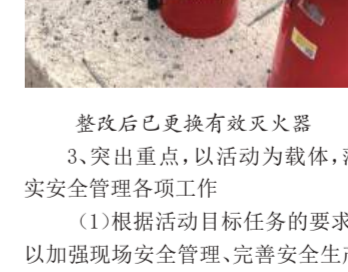 整改后已更换有效灭火器
3、突出重点，以活动为载体，
实安全管理各项工作
（1）根据活动目标任务的要求
以加强现场安全管理、完善安全生